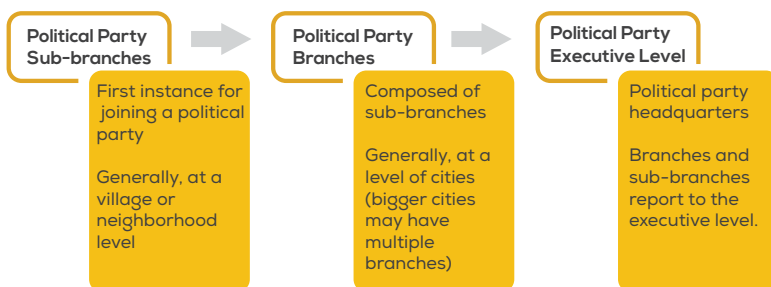 Political Party
Sub-branches
First instance for
joining a political
party
Generally, at a
village or
neighborhood
level
Political Party
Branches
Composed of
sub-branches
Generally, at a
level of cities
(bigger cities
may have
multiple
branches)
Political Party
Executive Level
Political party
headquarters
Branches and
sub-branches
report to the
executive level.